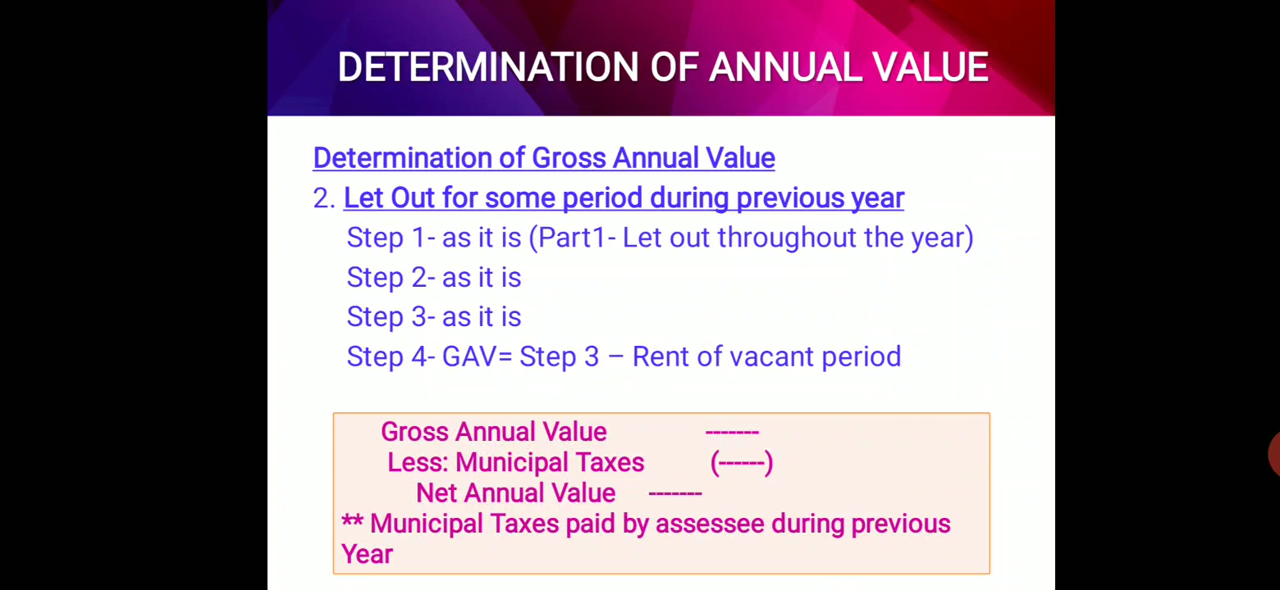 DETERMINATION OF ANNUAL VALUE
Determination of Gross Annual Value
2. Let Out for some period during previous year
Step 1- as it is (Part1- Let out throughout the year)
Step 2- as it is
Step 3- as it is
Step 4- GAV= Step 3 – Rent of vacant period
Gross Annual Value -------
Less: Municipal Taxes (------)
Net Annual Value -------
** Municipal Taxes paid by assessee during previous
Year